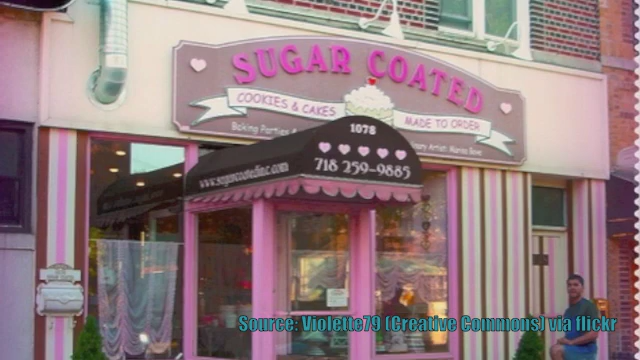 SUGAR COATED
COOKIES & CAKES
MADE TO ORDER
Baking Parties &
1078
718 259-9885
www.sugarcoatedinc.com
Source: Violette79 (Creative Commons) via flickr